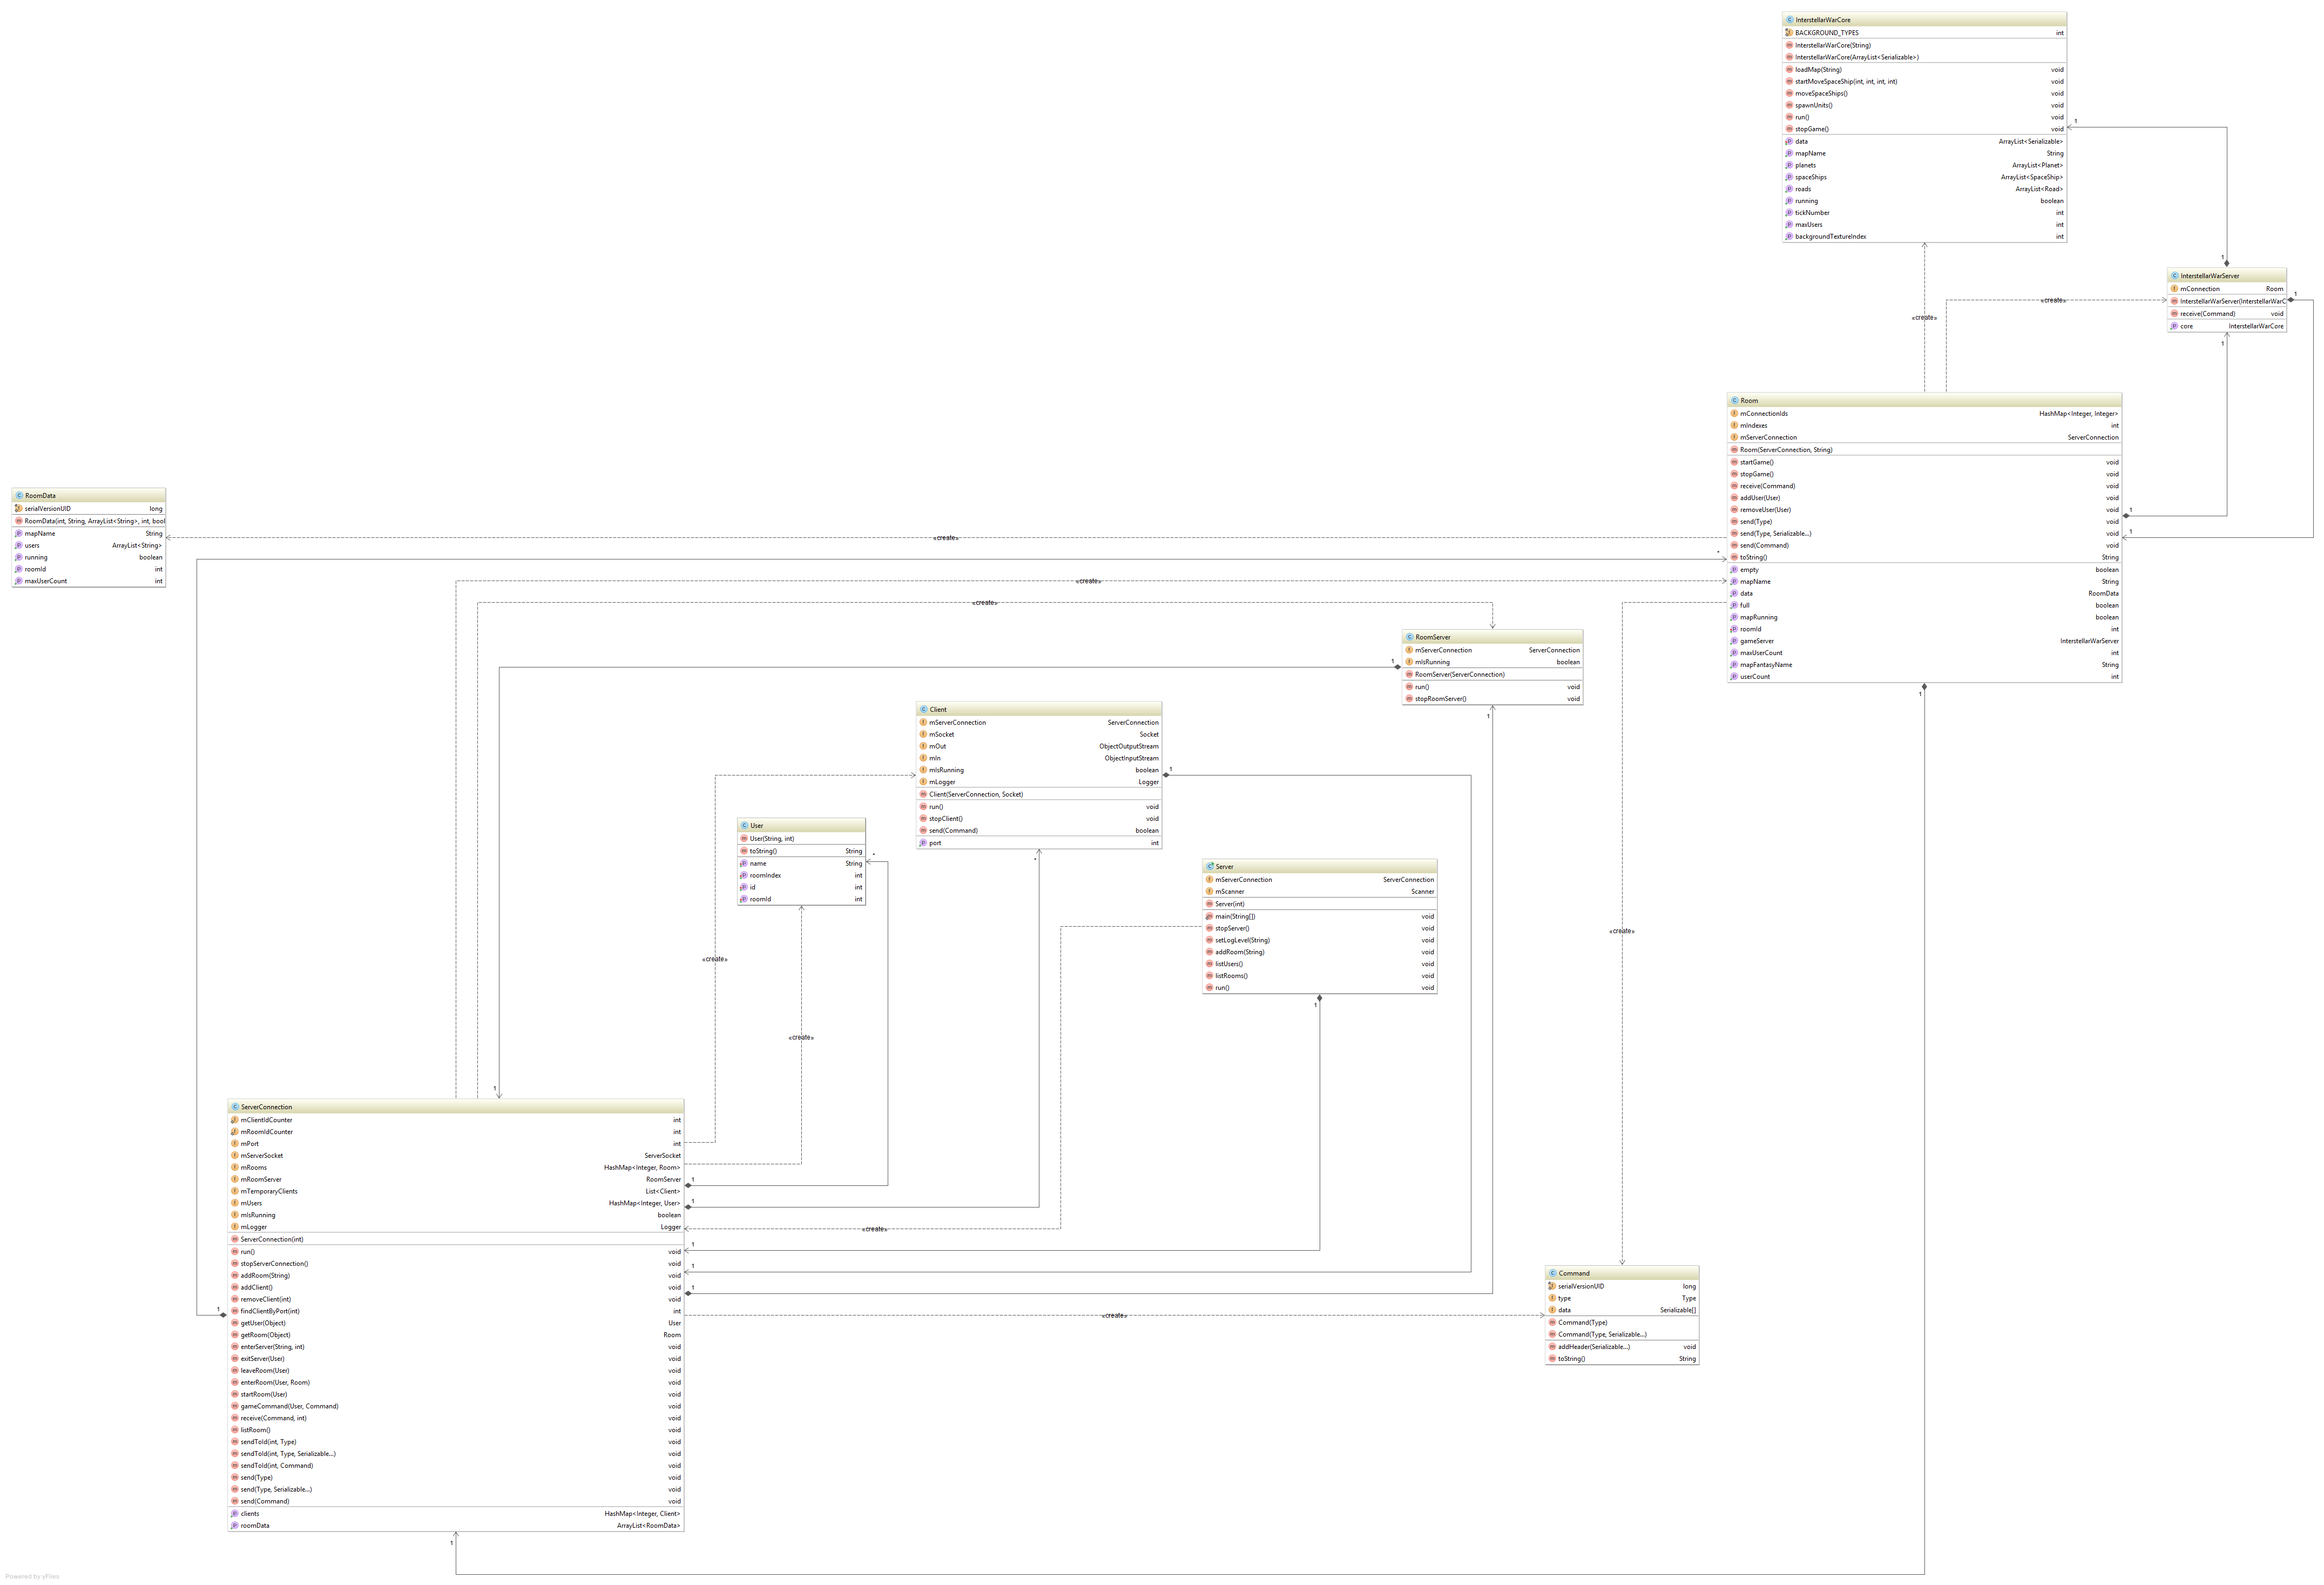 InterstellarWarCore
BACKGROUND_TYPES int
InterstellarWarCore(String)
InterstellarWarCore(ArrayList<Serializable>)
loadMap(String) void
startMoveSpaceShip(int, int, int, int) void
moveSpaceShips() void
spawnUnits() void
run() void
stopGame() void
data ArrayList<Serializable>
mapName String
planets ArrayList<Planet>
spaceShips ArrayList<SpaceShip>
roads ArrayList<Road>
running boolean
tickNumber int
maxUsers int
backgroundTextureIndex int
1
1
InterstellarWarServer
mConnection Room
InterstellarWarServer(InterstellarWarC
receive(Command) void
core InterstellarWarCore
1
1
«create»
«create»
Room
mConnectionIds HashMap<Integer, Integer>
mIndexes int
mServerConnection ServerConnection
Room(ServerConnection, String)
startGame() void
stopGame() void
receive(Command) void
addUser(User) void
removeUser(User) void
send(Type) void
send(Type, Serializable...) void
send(Command) void
toString() String
empty boolean
mapName String
data RoomData
full boolean
mapRunning boolean
roomId int
gameServer InterstellarWarServer
maxUserCount int
mapFantasyName String
userCount int
1
1
1
*
RoomData
serialVersionUID long
RoomData(int, String, ArrayList<String>, int, bool
mapName String
users ArrayList<String>
running boolean
roomId int
maxUserCount int
«create»
«create»
«create»
RoomServer
mServerConnection ServerConnection
mIsRunning boolean
RoomServer(ServerConnection)
run() void
stopRoomServer() void
1
1
Client
mServerConnection ServerConnection
mSocket Socket
mOut ObjectOutputStream
mIn ObjectInputStream
mIsRunning boolean
mLogger Logger
Client(ServerConnection, Socket)
run() void
stopClient() void
send(Command) boolean
port int
1
*
User
User(String, int)
toString() String
name String
roomIndex int
id int
roomId int
*
Server
mServerConnection ServerConnection
mScanner Scanner
Server(int)
main(String[]) void
stopServer() void
setLogLevel(String) void
addRoom(String) void
listUsers() void
listRooms() void
run() void
1
«create»
«create»
«create»
1
ServerConnection
mClientIdCounter int
mRoomIdCounter int
mPort int
mServerSocket ServerSocket
mRooms HashMap<Integer, Room>
mRoomServer RoomServer
mTemporaryClients List<Client>
mUsers HashMap<Integer, User>
mIsRunning boolean
mLogger Logger
ServerConnection(int)
run() void
stopServerConnection() void
addRoom(String) void
addClient() void
removeClient(int) void
findClientByPort(int) int
getUser(Object) User
getRoom(Object) Room
enterServer(String, int) void
exitServer(User) void
leaveRoom(User) void
enterRoom(User, Room) void
startRoom(User) void
gameCommand(User, Command) void
receive(Command, int) void
listRoom() void
sendToId(int, Type) void
sendToId(int, Type, Serializable...) void
sendToId(int, Command) void
send(Type) void
send(Type, Serializable...) void
send(Command) void
clients HashMap<Integer, Client>
roomData ArrayList<RoomData>
1
1
«create»
1
1
1
1
«create»
1
Command
serialVersionUID long
type Type
data Serializable[]
Command(Type)
Command(Type, Serializable...)
addHeader(Serializable...) void
toString() String
Powered by yFiles